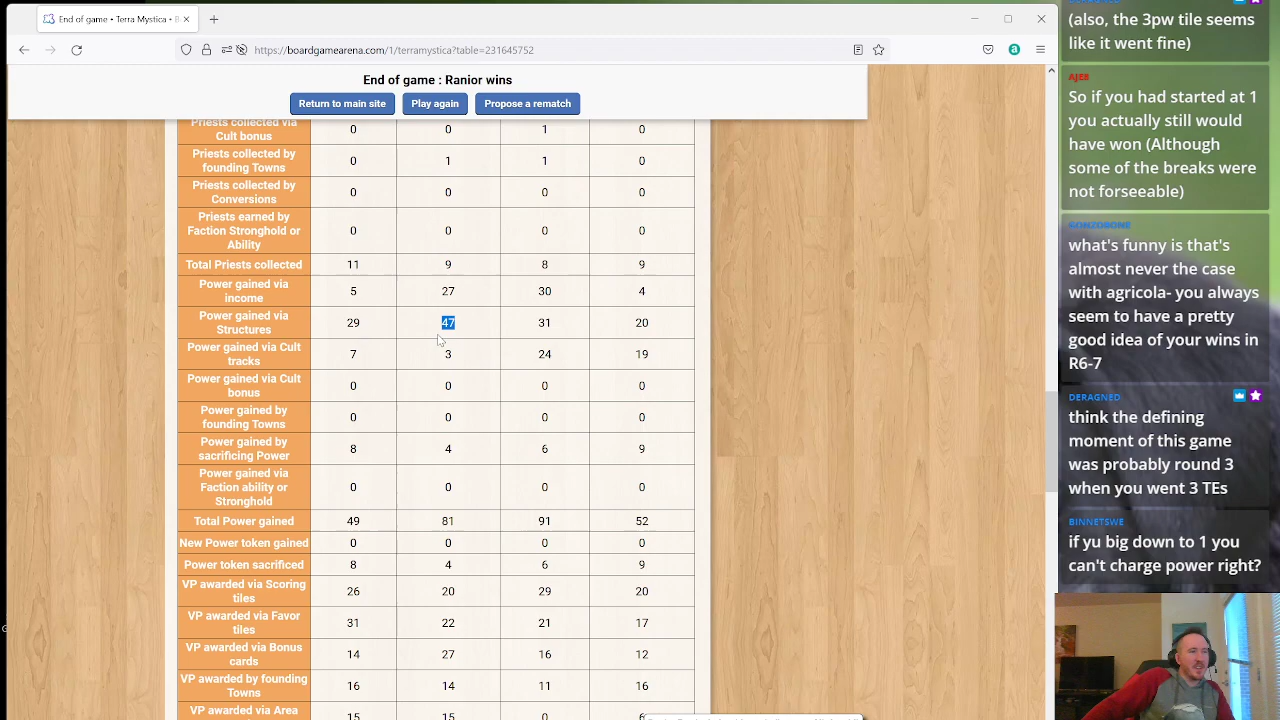 End of game • Terra Mystica • B
https://boardgamearena.com/1/terramystica?table=231645752
End of game : Ranior wins
Return to main site
Play again
Propose a rematch
Priests collected via Cult bonus 0 0 1 0
Priests collected by founding Towns 0 1 1 0
Priests collected by Conversions 0 0 0 0
Priests earned by Faction Stronghold or Ability 0 0 0 0
Total Priests collected 11 9 8 9
Power gained via income 5 27 30 4
Power gained via Structures 29 47 31 20
Power gained via Cult tracks 7 19
Power gained via Cult bonus 0 0 0 0
Power gained by founding Towns 0 0 0 0
Power gained by sacrificing Power 8 4 6
Power gained via Faction ability or Stronghold 0 0 0
Total Power gained 49 81 91
New Power token gained 0 0 0 0
Power token sacrificed 8 4 6
VP awarded via Scoring tiles 20 29 20
VP awarded via Favor tiles 31 22 21 17
VP awarded via Bonus cards 27 16 12
VP awarded by founding Towns 11 16
VP awarded via Area
(also, the 3pw tile seems
like it went fine)
AJEB
So if you had started at 1
you actually still would
have won (Although
some of the breaks were
not forseeable)
GONZOBONE
what's funny is that's
almost never the case
with agricola- you always
seem to have a pretty
good idea of your wins in
R6-7
DERAGNED
think the defining
moment of this game
was probably round 3
when you went 3 TEs
BINNETSWE
if yu big down to 1 you
can't charge power right?